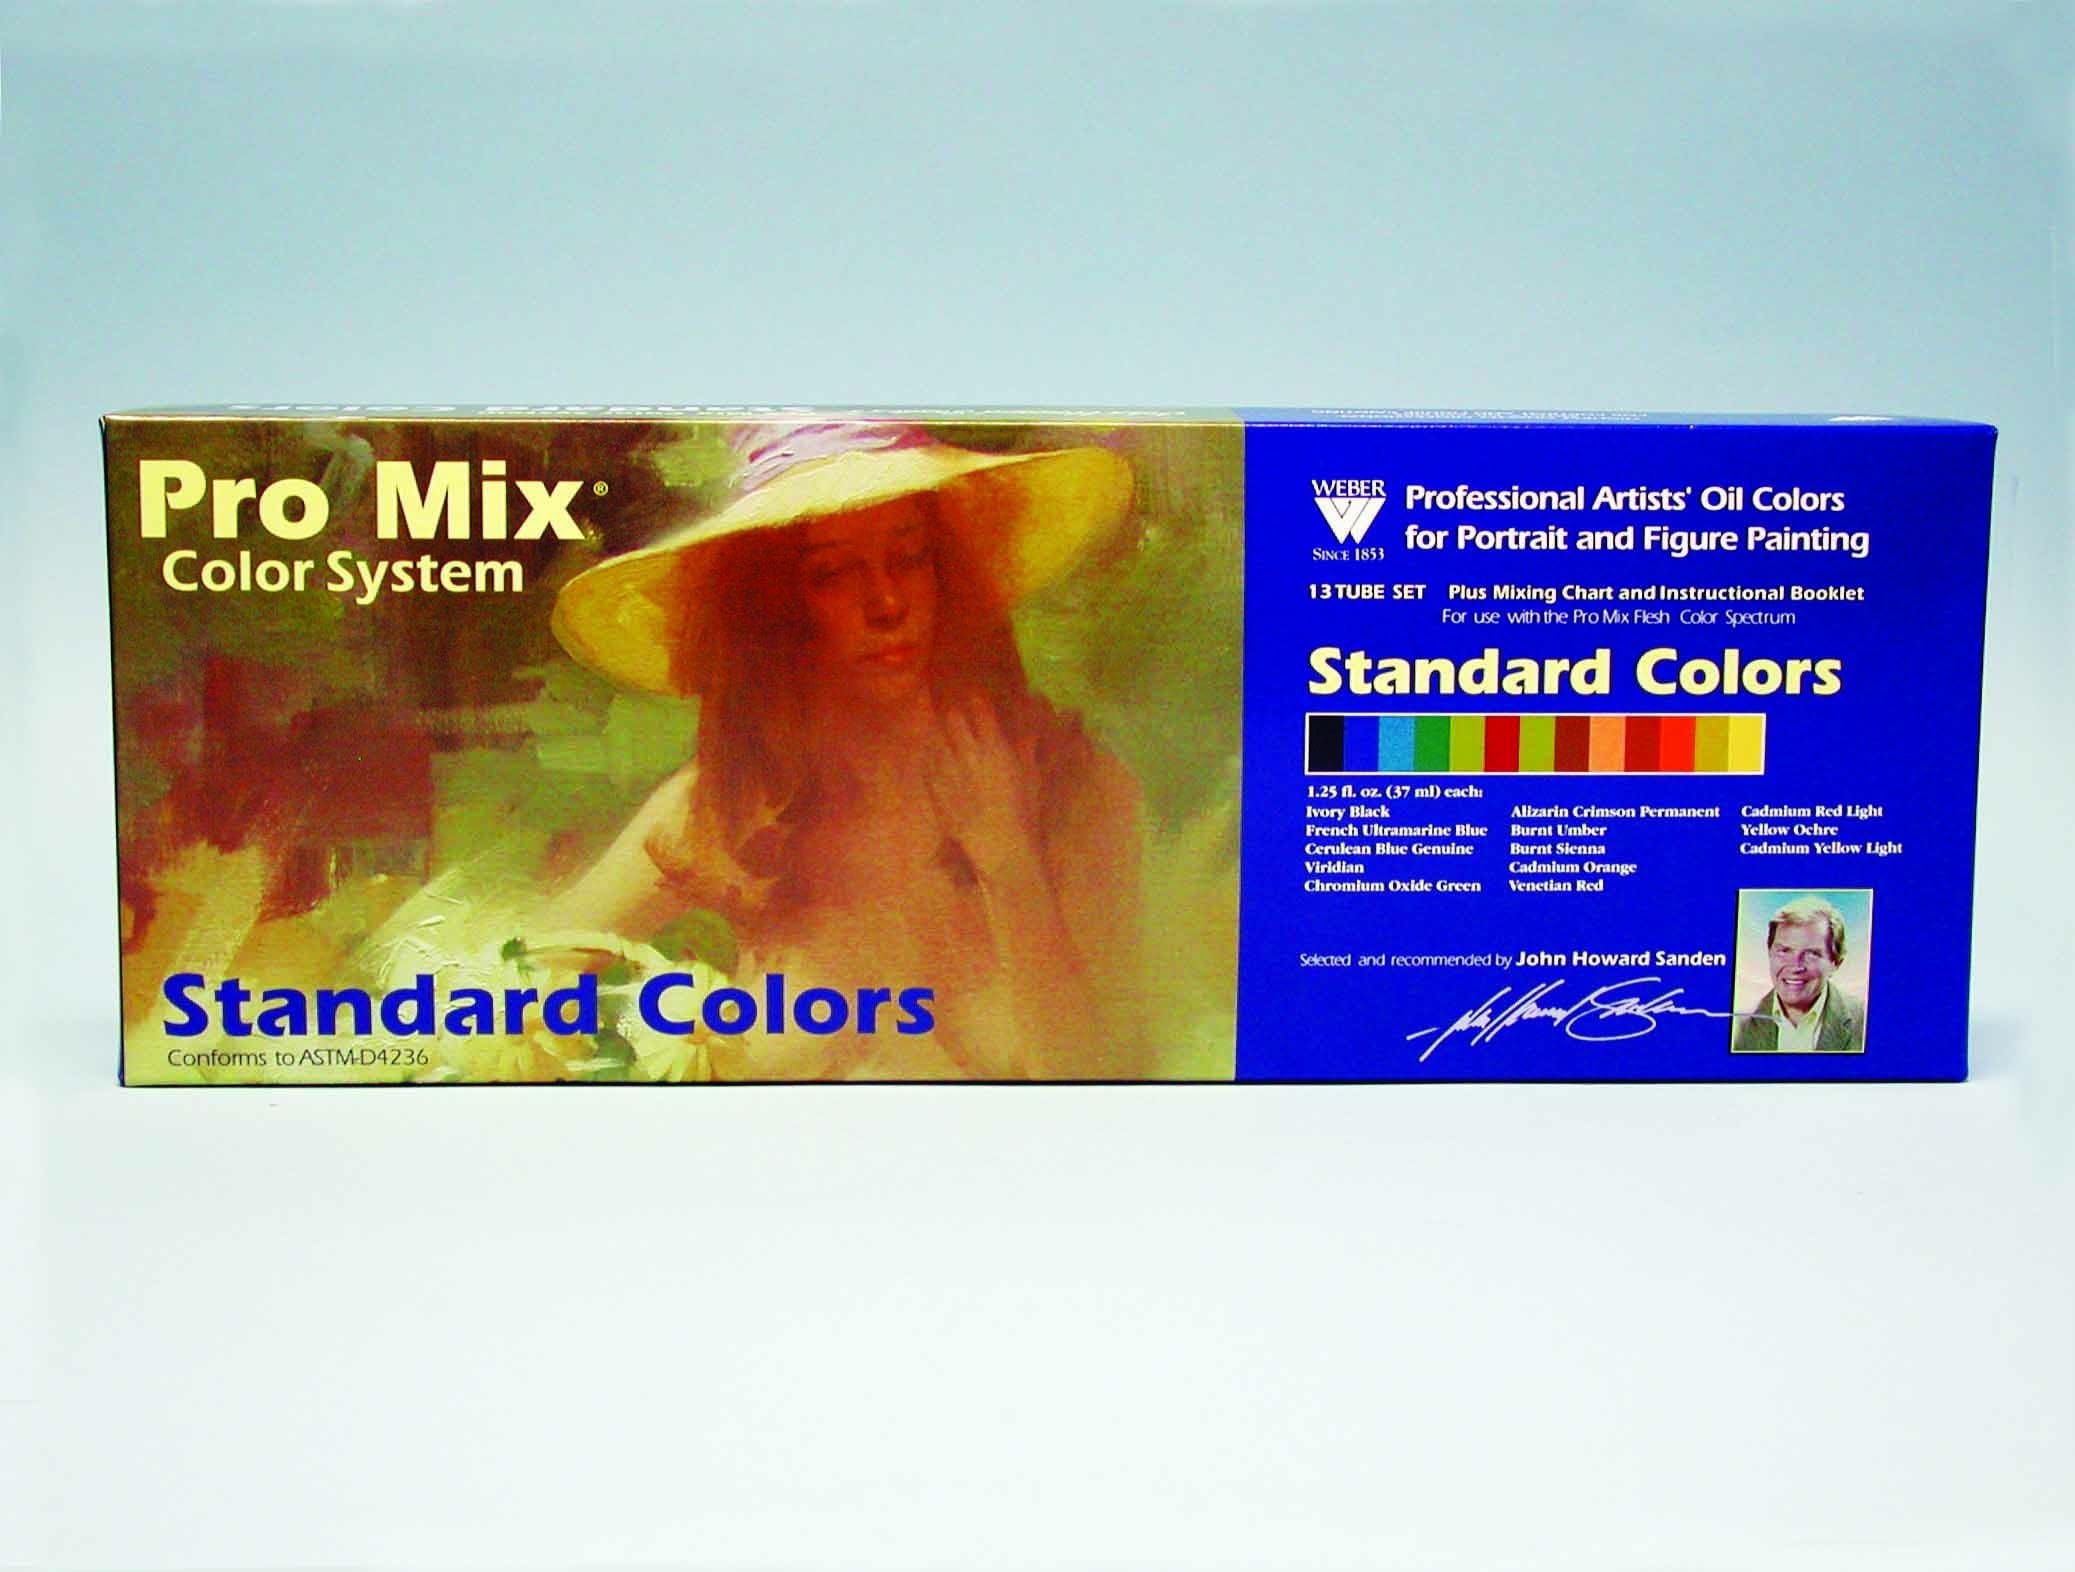 Pro Mix®
Color System
Standard Colors
Conforms to ASTM-D4236
WEBER
SINCE 1853
Professional Artists' Oil Colors
for Portrait and Figure Painting
13 TUBE SET Plus Mixing Chart and Instructional Booklet
For use with the Pro Mix Flesh Color Spectrum
Standard Colors
1.25 fl. oz. (37 ml) each:
Ivory Black
French Ultramarine Blue
Cerulean Blue Genuine
Viridian
Chromium Oxide Green
Alizarin Crimson Permanent
Burnt Umber
Burnt Sienna
Cadmium Orange
Venetian Red
Cadmium Red Light
Yellow Ochre
Cadmium Yellow Light
Selected and recommended by John Howard Sanden
John Howard Sanden